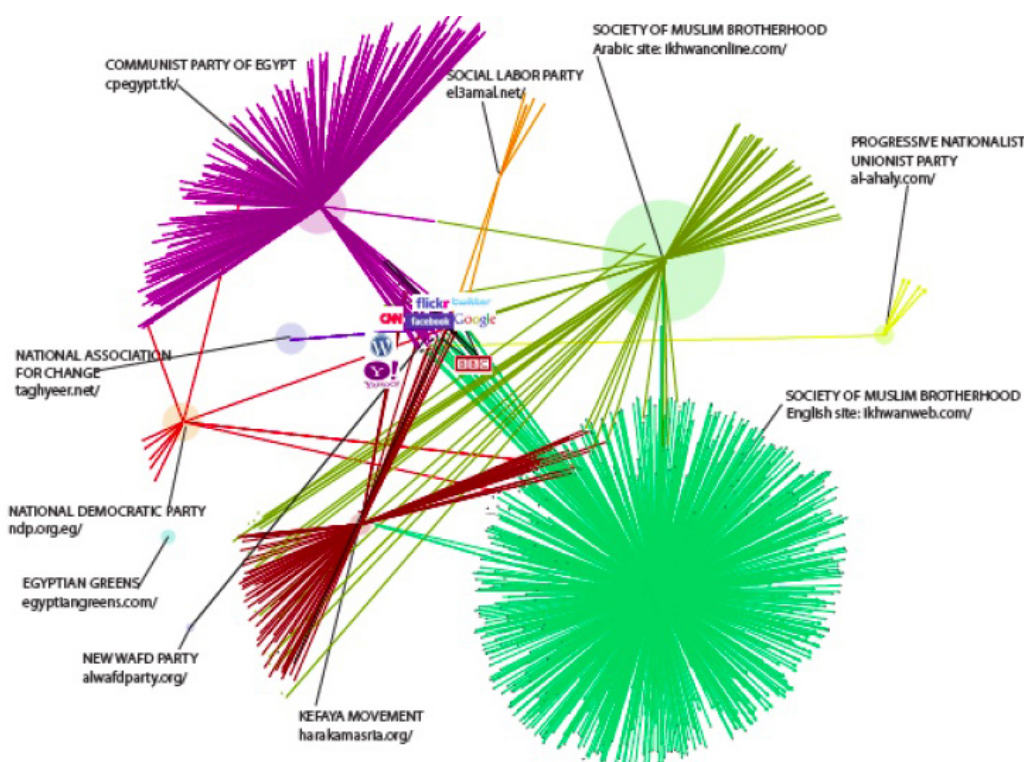 SOCIETY OF MUSLIM BROTHERHOOD
Arabic site: ikhwanonline.com/
COMMUNIST PARTY OF EGYPT
cpegypt.tk/
SOCIAL LABOR PARTY
el3amal.net/
PROGRESSIVE NATIONALIST
UNIONIST PARTY
al-ahaly.com/
flickr twitter
CNN facebook Google
W
Y!
YAHOO!
BBC
NATIONAL ASSOCIATION
FOR CHANGE
taghyeer.net/
SOCIETY OF MUSLIM BROTHERHOOD
English site: ikhwanweb.com/
NATIONAL DEMOCRATIC PARTY
ndp.org.eg/
EGYPTIAN GREENS
egyptiangreens.com/
NEW WAFD PARTY
alwafdparty.org/
KEFAYA MOVEMENT
harakamasria.org/